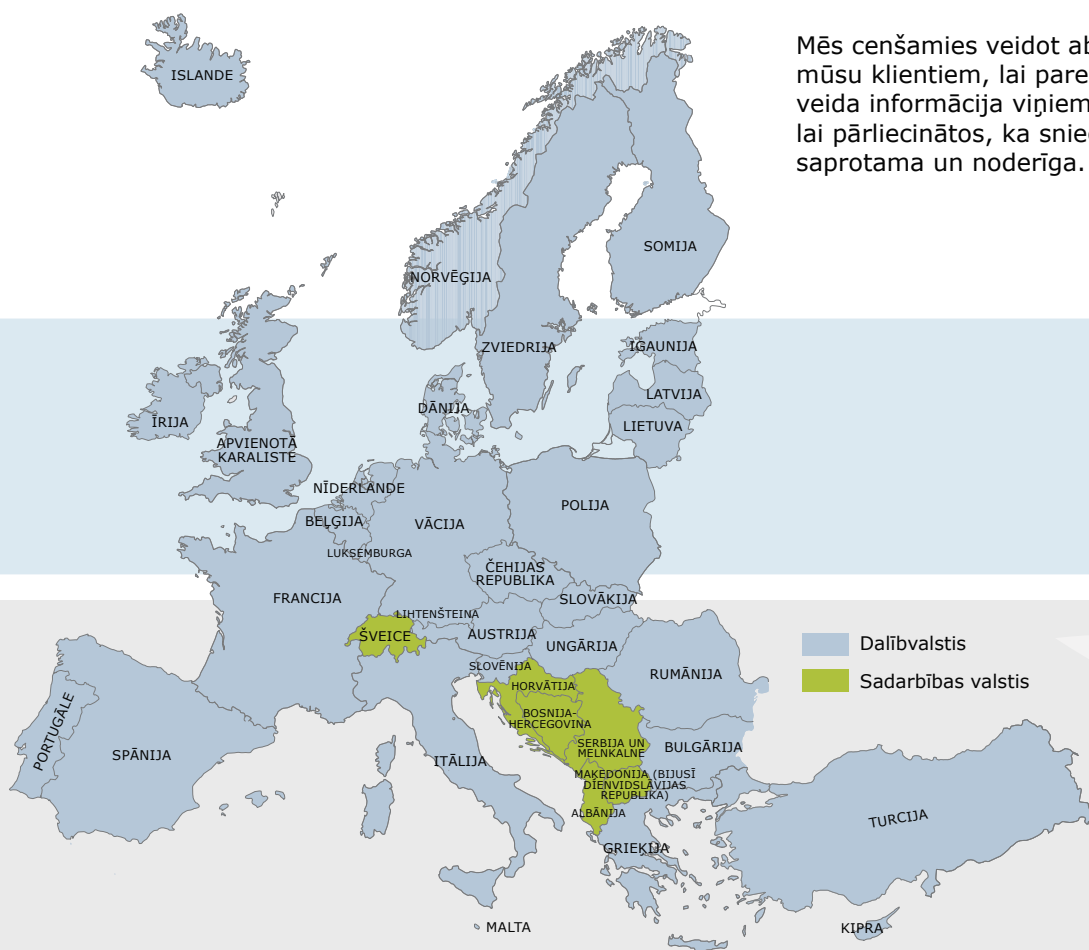 Mēs cenšamies veidot
mūsu klientiem, lai
veida informācija viņiem
lai pārliecinātos, ka
saprotama un noderīga.
ISLANDE
SOMIJA
NORVĒĢIJA
ZVIEDRIJA
IGAUNIJA
LATVIJA
DĀNIJA
LIETUVA
ĪRIJA
APVIENOTĀ
KARALISTE
NĪDERLANDE
POLIJA
BEĻĢIJA
VĀCIJA
LUKSEMBURGA
ČEHIJAS
REPUBLIKA
FRANCIJA
SLOVĀKIJA
LIHTENŠTEINA
ŠVEICE
AUSTRIJA
UNGĀRIJA
Dalībvalstis
SLOVĒNIJA
RUMĀNIJA
Sadarbības valstis
HORVĀTIJA
BOSNIJA-
HERCEGOVINA
PORTUGĀLE
SPĀNIJA
SERBIJA UN
MELNKALNE
BULGĀRIJA
ITĀLIJA
MAĶEDONIJA (BIJUSĪ
DIENVIDSLĀVIJAS
REPUBLIKA)
ALBĀNIJA
TURCIJA
GRIEĶIJA
MALTA
KIPRA